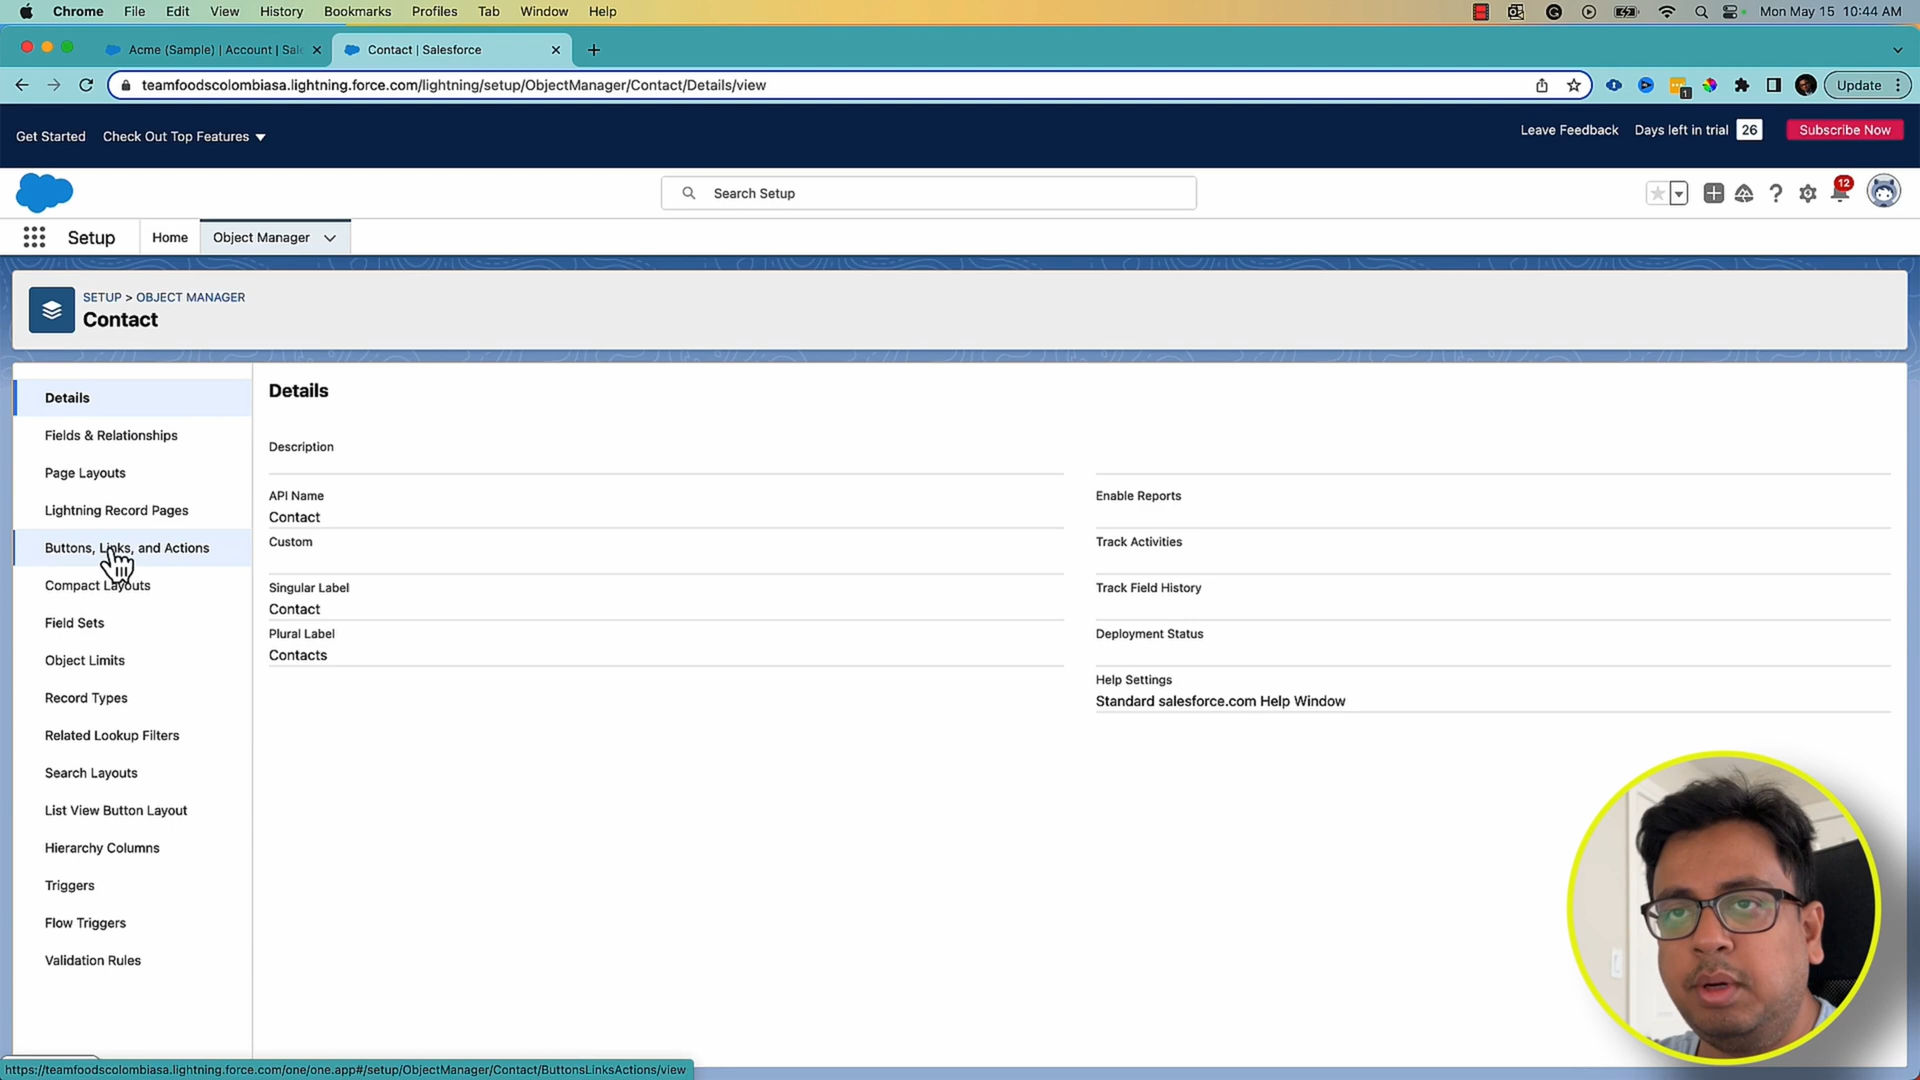 Chrome File Edit View History Bookmarks Profiles Tab Window Help Mon May 15 10:44 AM
Acme (Sample) | Account | Sal Contact | Salesforce
teamfoodscolombiasa.lightning.force.com/lightning/setup/ObjectManager/Contact/Details/view 1 Update
Get Started Check Out Top Features Leave Feedback Days left in trial 26 Subscribe Now
Search Setup 12
Setup Home Object Manager
SETUP > OBJECT MANAGER
Contact
Details
Fields & Relationships
Page Layouts
Lightning Record Pages
Buttons, Links, and Actions
Compact Layouts
Field Sets
Object Limits
Record Types
Related Lookup Filters
Search Layouts
List View Button Layout
Hierarchy Columns
Triggers
Flow Triggers
Validation Rules
Details
Description
API Name
Contact
Custom
Singular Label
Contact
Plural Label
Contacts
Enable Reports
Track Activities
Track Field History
Deployment Status
Help Settings
Standard salesforce.com Help Window
https://teamfoodscolombiasa.lightning.force.com/one/one.app#/setup/ObjectManager/Contact/ButtonsLinksActions/view